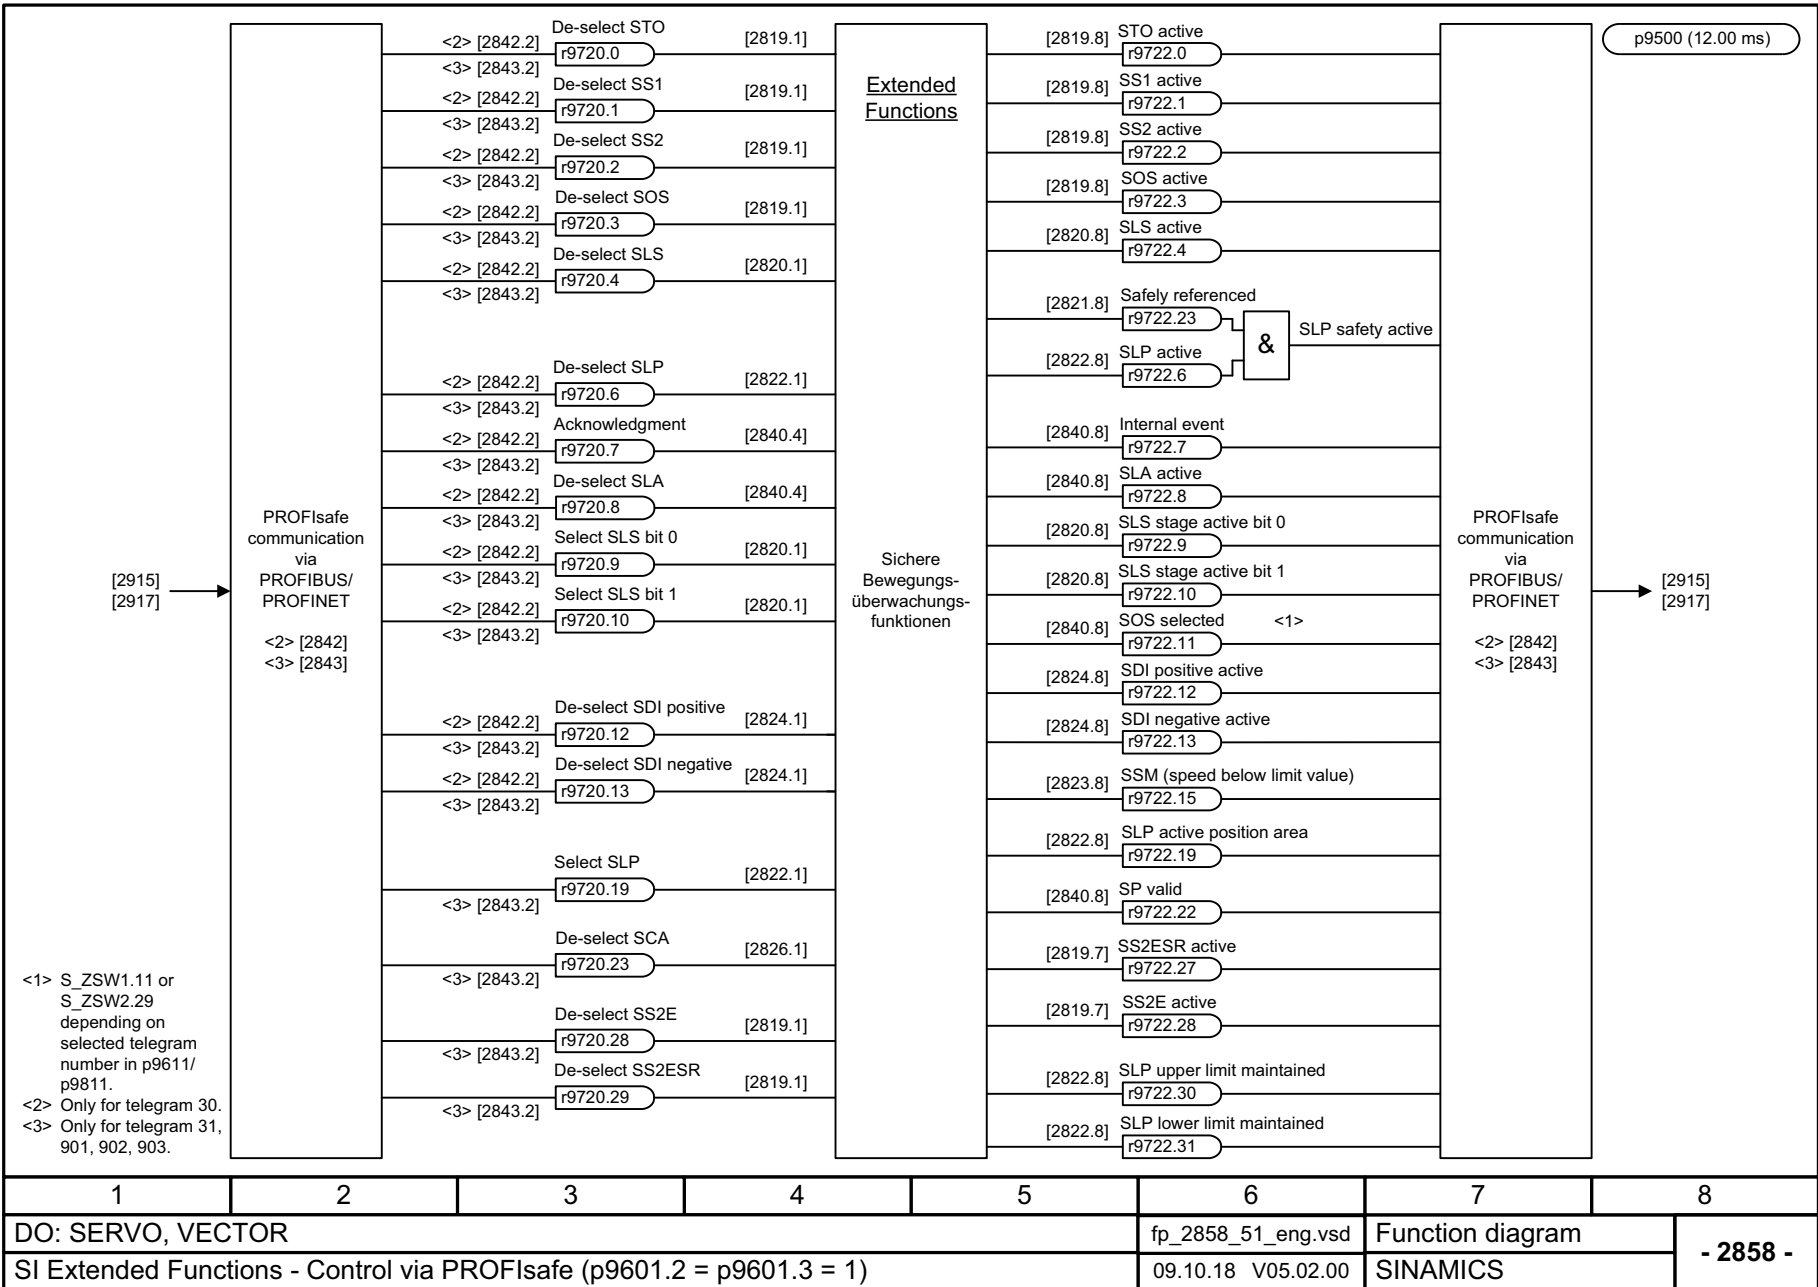 [2915]
[2917]
<1> S_ZSW1.11 or
S_ZSW2.29
depending on
selected telegram
number in p9611/
p9811.
<2> Only for telegram 30.
<3> Only for telegram 31,
901, 902, 903.
PROFIsafe
communication
via
PROFIBUS/
PROFINET
<2> [2842]
<3> [2843]
De-select STO
<2> [2842.2] r9720.0 [2819.1]
<3> [2843.2]
De-select SS1
<2> [2842.2] r9720.1 [2819.1]
<3> [2843.2]
De-select SS2
<2> [2842.2] r9720.2 [2819.1]
<3> [2843.2]
De-select SOS
<2> [2842.2] r9720.3 [2819.1]
<3> [2843.2]
De-select SLS
<2> [2842.2] r9720.4 [2820.1]
<3> [2843.2]
De-select SLP
<2> [2842.2] r9720.6 [2822.1]
<3> [2843.2]
Acknowledgment
<2> [2842.2] r9720.7 [2840.4]
<3> [2843.2]
De-select SLA
<2> [2842.2] r9720.8 [2840.4]
<3> [2843.2]
Select SLS bit 0
<2> [2842.2] r9720.9 [2820.1]
<3> [2843.2]
Select SLS bit 1
<2> [2842.2] r9720.10 [2820.1]
<3> [2843.2]
De-select SDI positive
<2> [2842.2] r9720.12 [2824.1]
<3> [2843.2]
De-select SDI negative
<2> [2842.2] r9720.13 [2824.1]
<3> [2843.2]
Select SLP
r9720.19 [2822.1]
<3> [2843.2]
De-select SCA
r9720.23 [2826.1]
<3> [2843.2]
De-select SS2E
r9720.28 [2819.1]
<3> [2843.2]
De-select SS2ESR
r9720.29 [2819.1]
<3> [2843.2]
Extended
Functions
Sichere
Bewegungs-
überwachungs-
funktionen
[2819.8] STO active
r9722.0
[2819.8] SS1 active
r9722.1
[2819.8] SS2 active
r9722.2
[2819.8] SOS active
r9722.3
[2820.8] SLS active
r9722.4
[2821.8] Safely referenced
r9722.23
& SLP safety active
[2822.8] SLP active
r9722.6
[2840.8] Internal event
r9722.7
[2840.8] SLA active
r9722.8
[2820.8] SLS stage active bit 0
r9722.9
[2820.8] SLS stage active bit 1
r9722.10
[2840.8] SOS selected <1>
r9722.11
[2824.8] SDI positive active
r9722.12
[2824.8] SDI negative active
r9722.13
[2823.8] SSM (speed below limit value)
r9722.15
[2822.8] SLP active position area
r9722.19
[2840.8] SP valid
r9722.22
[2819.7] SS2ESR active
r9722.27
[2819.7] SS2E active
r9722.28
[2822.8] SLP upper limit maintained
r9722.30
[2822.8] SLP lower limit maintained
r9722.31
PROFIsafe
communication
via
PROFIBUS/
PROFINET
<2> [2842]
<3> [2843]
p9500 (12.00 ms)
[2915]
[2917]
1 2 3 4 5 6 7 8
DO: SERVO, VECTOR fp_2858_51_eng.vsd Function diagram - 2858 -
SI Extended Functions - Control via PROFIsafe (p9601.2 = p9601.3 = 1) 09.10.18 V05.02.00 SINAMICS